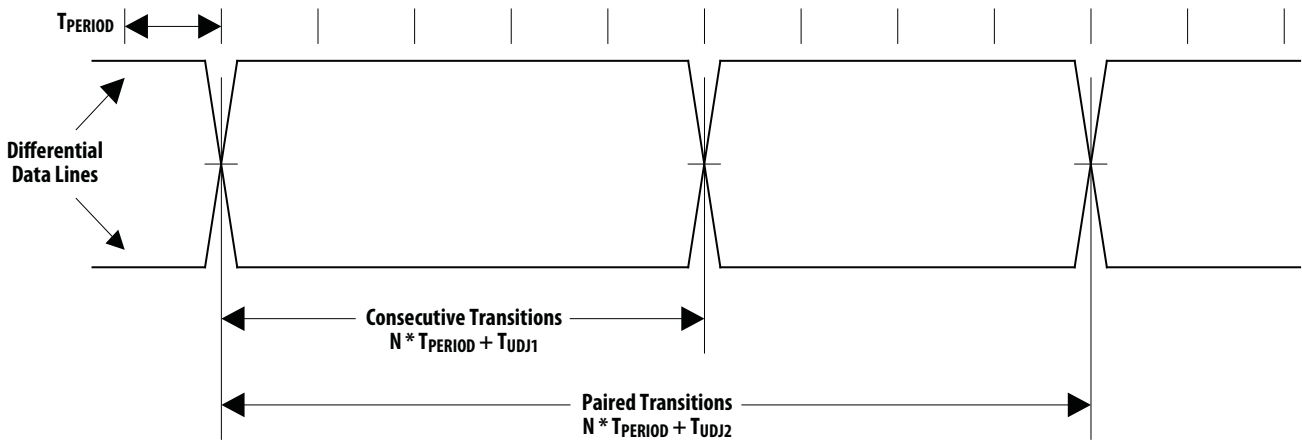 TPERIOD
Differential
Data Lines
Consecutive Transitions
N * TPERIOD + TUDJ1
Paired Transitions
N * TPERIOD + TUDJ2